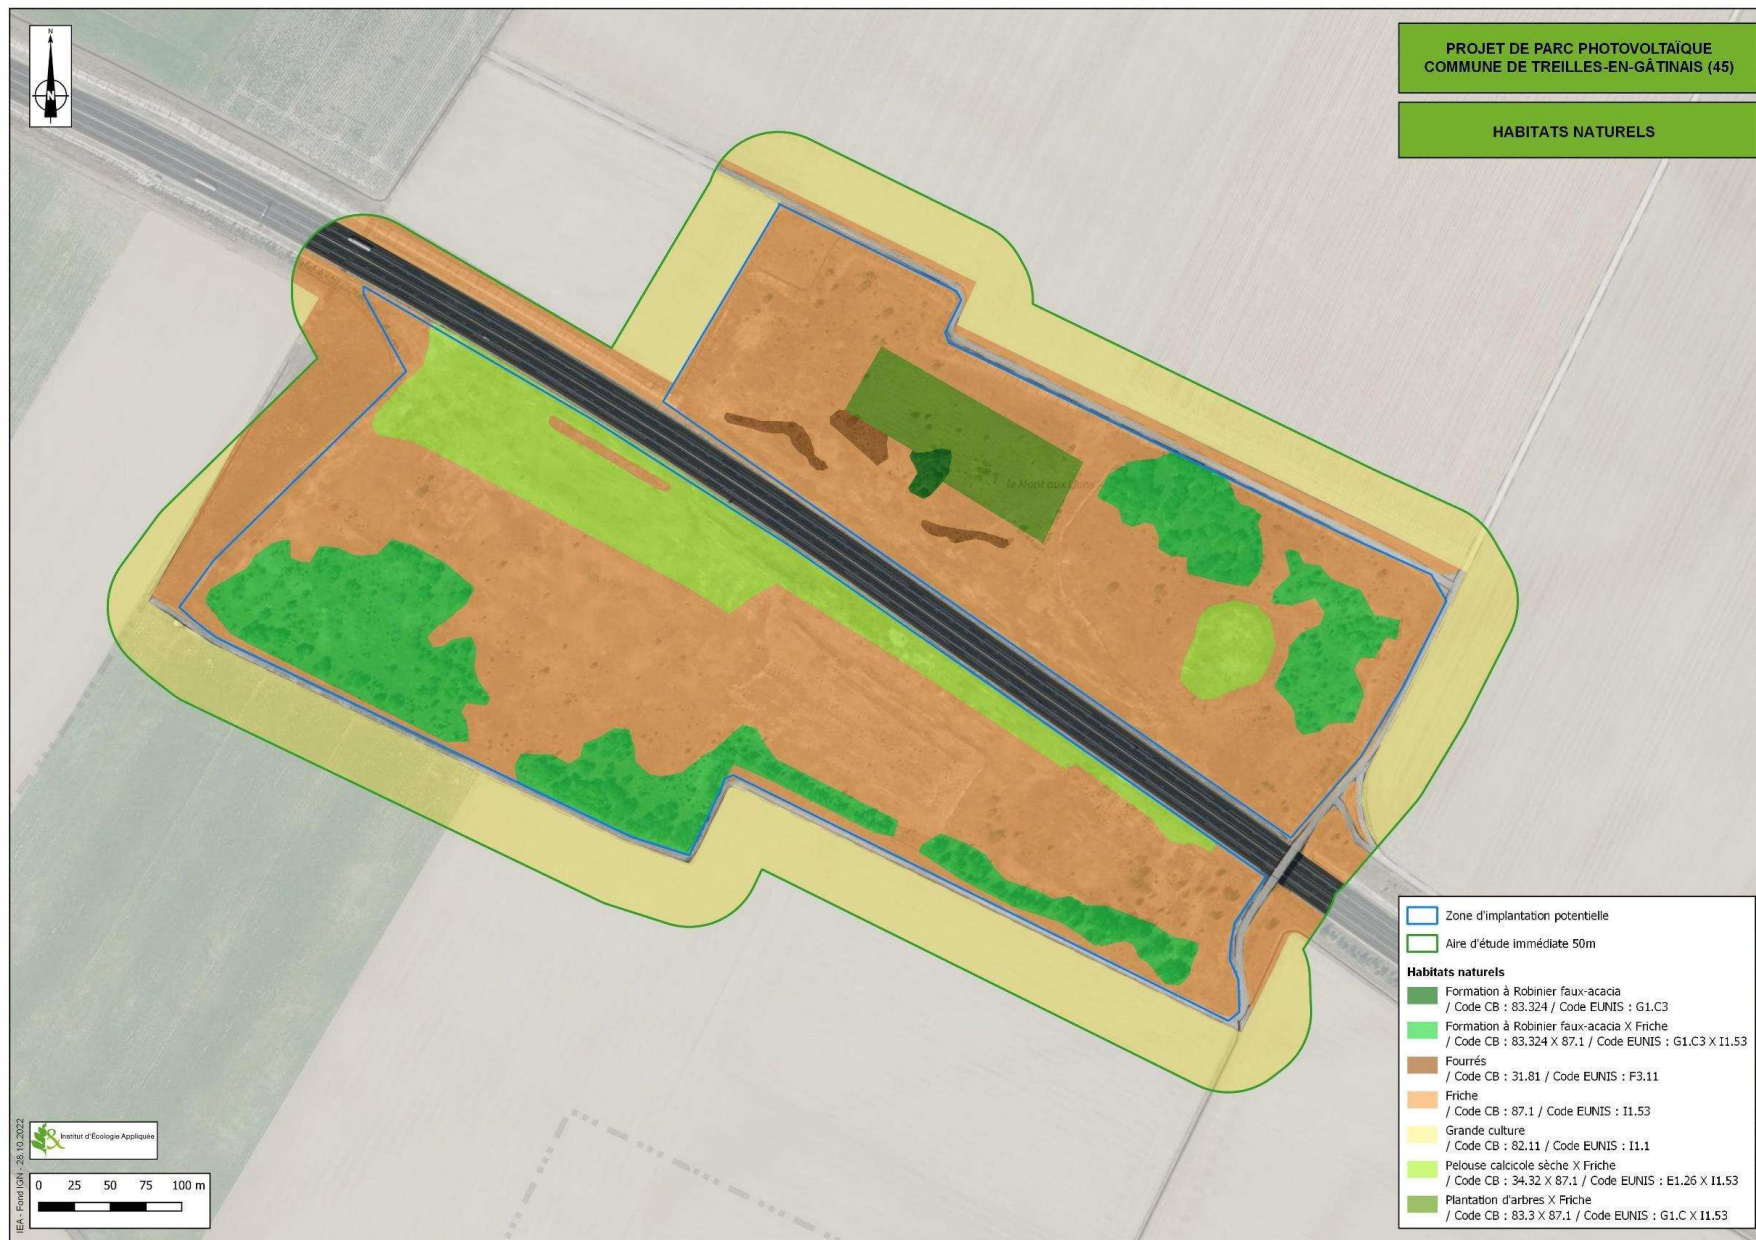 N
N
PROJET DE PARC PHOTOVOLTAÏQUE
COMMUNE DE TREILLES-EN-GÂTINAIS (45)
HABITATS NATURELS
le Mont aux
Zone d'implantation potentielle
Aire d'étude immédiate 50m
Habitats naturels
Formation à Robinier faux-acacia
/ Code CB : 83.324 / Code EUNIS : G1.C3
Formation à Robinier faux-acacia X Friche
/ Code CB : 83.324 X 87.1 / Code EUNIS : G1.C3 X I1.53
Fourrés
/ Code CB : 31.81 / Code EUNIS : F3.11
Friche
/ Code CB : 87.1 / Code EUNIS : I1.53
Grande culture
/ Code CB : 82.11 / Code EUNIS : I1.1
Pelouse calcicole sèche X Friche
/ Code CB : 34.32 X 87.1 / Code EUNIS : E1.26 X I1.53
Plantation d'arbres X Friche
/ Code CB : 83.3 X 87.1 / Code EUNIS : G1.C X I1.53
Institut d'Écologie Appliquée
0 25 50 75 100 m
IEA - Fond IGN - 28.10.2022